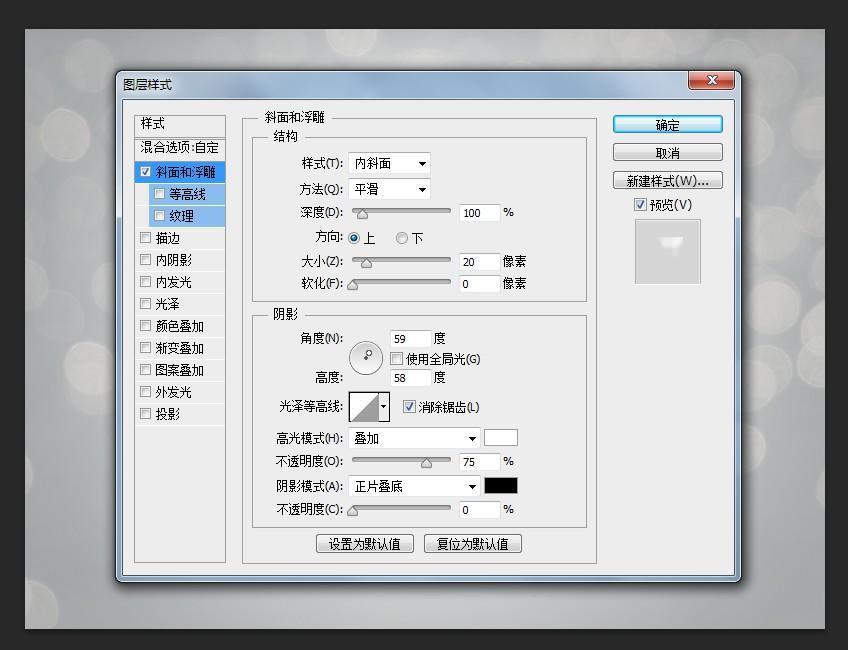 图层样式
样式
混合选项:自定
斜面和浮雕
等高线
纹理
描边
内阴影
内发光
光泽
颜色叠加
渐变叠加
图案叠加
外发光
投影
斜面和浮雕
结构
样式(T): 内斜面
方法(Q): 平滑
深度(D): 100 %
方向: 上 下
大小(Z): 20 像素
软化(F): 0 像素
阴影
角度(N): 59 度
使用全局光(G)
高度: 58 度
光泽等高线: 消除锯齿(L)
高光模式(H): 叠加
不透明度(O): 75 %
阴影模式(A): 正片叠底
不透明度(C): 0 %
设置为默认值 复位为默认值
确定
取消
新建样式(W)...
预览(V)